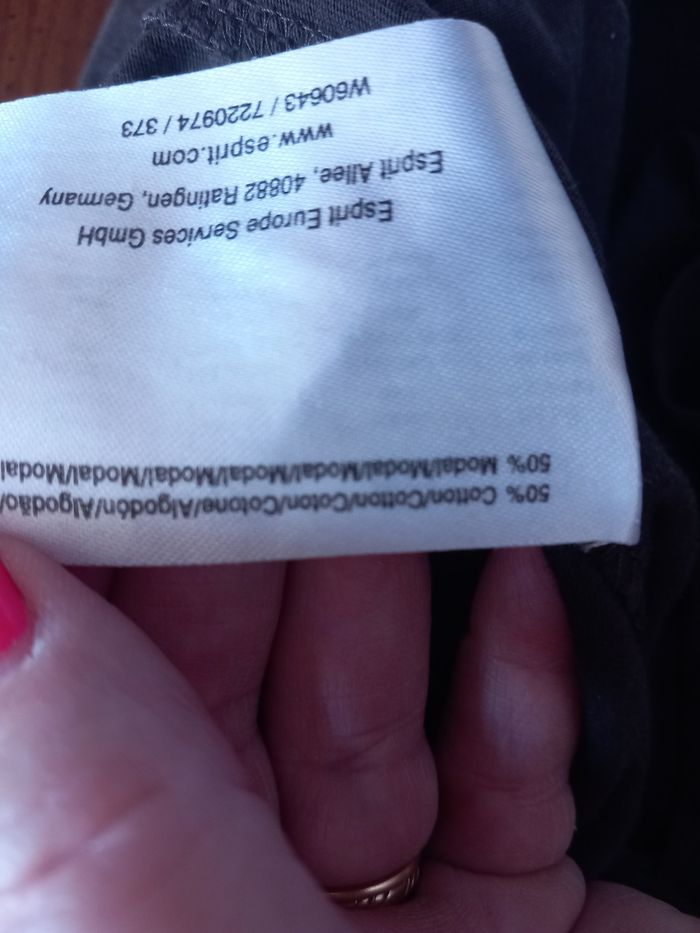 50% Cotton/Cotton/Coton/Cotone/Algodón/Algodão/
50% Modal/Modal/Modal/Modal/Modal/Modal
Esprit Europe Services GmbH
Esprit Allee, 40882 Ratingen, Germany
www.esprit.com
W60643 / 7220974 / 373